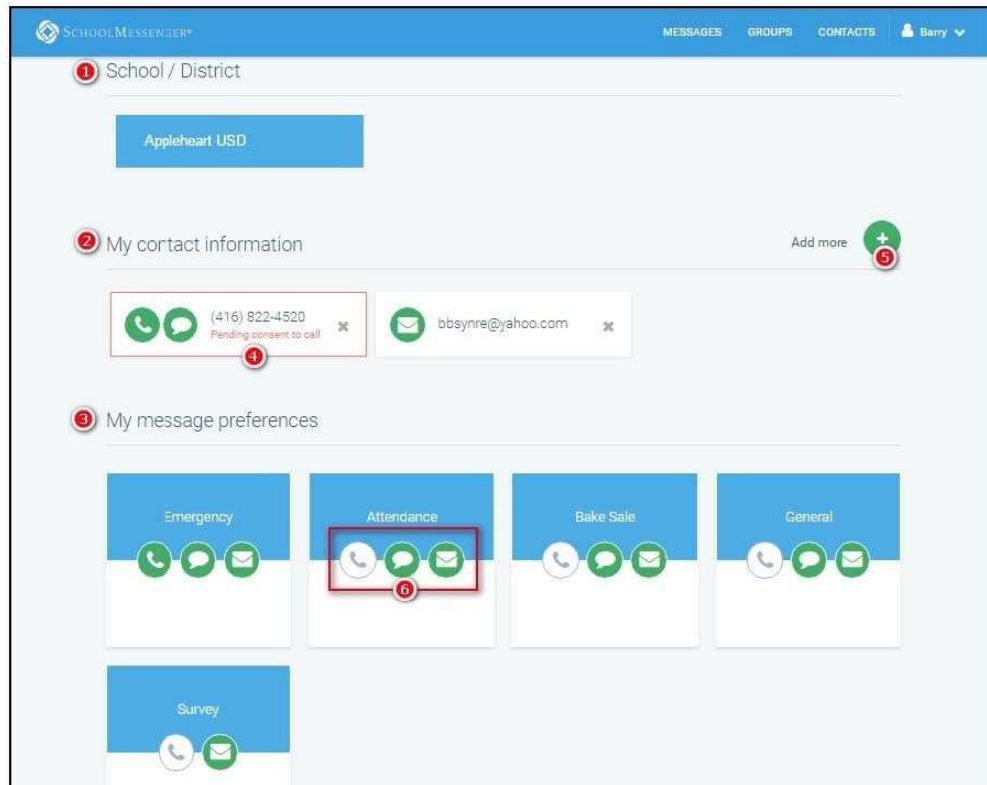 SCHOOLMESSENGER®
MESSAGES GROUPS CONTACTS Barry
1 School / District
Appleheart USD
2 My contact information
Add more
5
(416) 822-4520
Pending consent to call
4
bbsynre@yahoo.com
3 My message preferences
Emergency
Attendance
6
Bake Sale
General
Survey